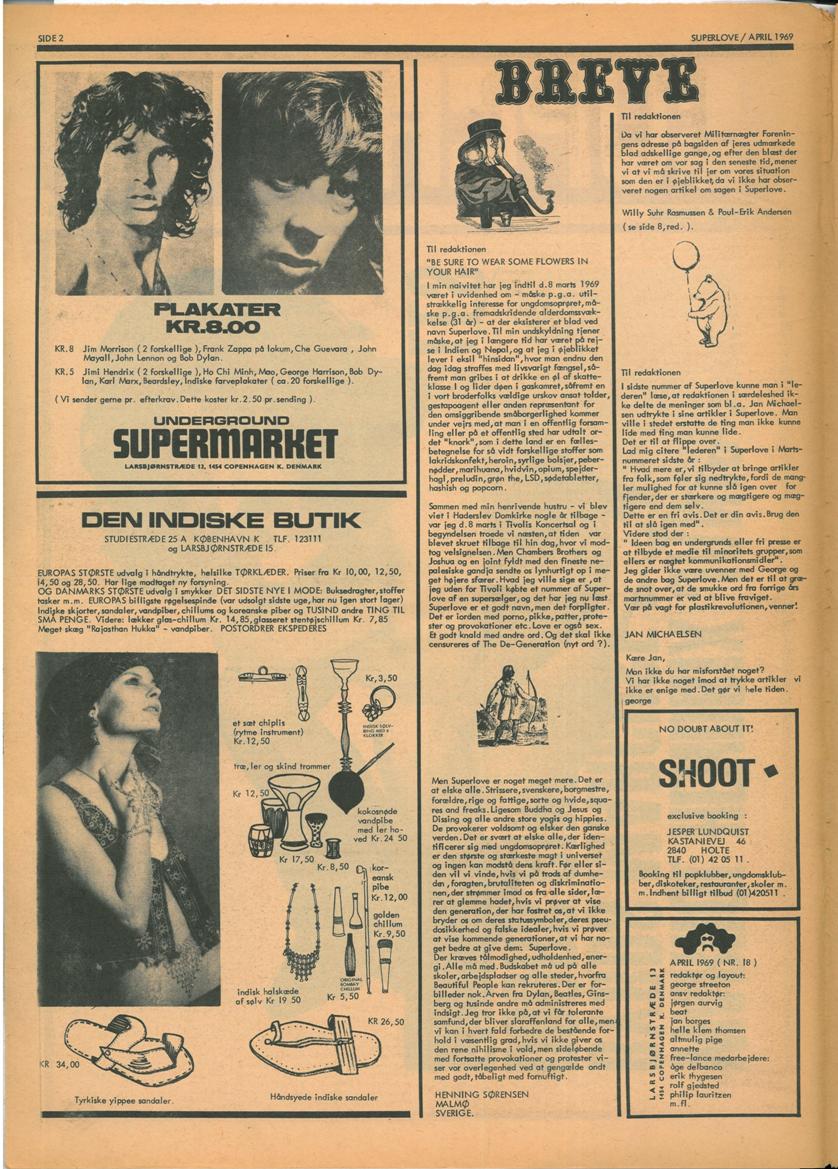 SIDE 2
SUPERLOVE / APRIL 1969
PLAKATER
KR.8.00
KR.8 Jim Morrison ( 2 forskellige ), Frank Zappa på lokum, Che Guevara , John
Mayall, John Lennon og Bob Dylan.
KR.5 Jimi Hendrix ( 2 forskellige ), Ho Chi Minh, Mao, George Harrison, Bob Dy-
lan, Karl Marx, Beardsley, Indiske farveplakater ( ca. 20 forskellige ).
( Vi sender gerne pr. efterkrav. Dette koster kr. 2.50 pr. sending ).
UNDERGROUND
SUPERMARKET
LARSBJØRNSTRÆDE 13, 1454 COPENHAGEN K. DENMARK
DEN INDISKE BUTIK
STUDIESTRÆDE 25 A KØBENHAVN K TLF. 123111
og LARSBJØRNSTRÆDE 15.
EUROPAS STØRSTE udvalg i håndtrykte, helsilke TØRKLÆDER. Priser fra Kr 10,00, 12,50,
14,50 og 28,50. Har lige modtaget ny forsyning.
OG DANMARKS STØRSTE udvalg i smykker DET SIDSTE NYE I MODE: Buksedragter, stoffer
tasker m.m. EUROPAS billigste røgelsespinde (var udsolgt sidste uge, har nu igen stort lager)
Indiske skjorter, sandaler, vandpiber, chillums og koreanske piber og TUSIND andre TING TIL
SMÅ PENGE. Videre: lækker glas-chillum Kr. 14,85, glasseret stentøjschillum Kr. 7,85
Meget skæg "Rajasthan Hukka" - vandpiber. POSTORDRER EKSPEDERES
Kr, 3,50
INDISK SØLV-
RING MED 6
KLOKKER
et sæt chiplis
(rytme instrument)
Kr. 12,50
træ, ler og skind trommer
Kr 12,50
kokosnøde
vandpibe
med ler ho-
ved Kr. 24 50
Kr 17,50
Kr. 8,50
kor-
eansk
pibe
Kr. 12,00
golden
chillum
Kr. 9,50
ORIGINAL
BOMBAY
CHILLUM
Kr 5,50
indisk halskæde
af sølv Kr 19 50
KR 34,00
KR 26,50
Tyrkiske yippee sandaler.
Håndsyede indiske sandaler
BREVE
Til redaktionen
"BE SURE TO WEAR SOME FLOWERS IN
YOUR HAIR"
I min naivitet har jeg indtil d. 8 marts 1969
været i uvidenhed om - måske p.g.a. util-
strækkelig interesse for ungdomsoprøret, må-
ske p.g.a. fremadskridende alderdomssvæk-
kelse (31 år) - at der eksisterer et blad ved
navn Superlove. Til min undskyldning tjener
måske, at jeg i længere tid har været på rej-
se i Indien og Nepal, og at jeg i øjeblikket
lever i eksil "hinsidan", hvor man endnu den
dag idag straffes med livsvarigt fængsel, så-
fremt man gribes i at drikke en øl af skatte-
klasse I og lider døen i gaskamret, såfremt en
i vort broderfolks vældige urskov ansat tolder,
gestapoagent eller anden repræsentant for
den omsiggribende småborgerlighed kommer
under vejrs med, at man i en offentlig forsam-
ling eller på et offentlig sted har udtalt or-
det "knork", som i dette land er en fælles-
betegnelse for så vidt forskellige stoffer som
lakridskonfekt, heroin, syrlige bolsjer, peber-
nødder, marihuana, hvidvin, opium, spejder-
hagl, preludin, grøn the, LSD, sødetabletter,
hashish og popcorn.
Sammen med min henrivende hustru - vi blev
viet i Haderslev Domkirke nogle år tilbage -
var jeg d. 8 marts i Tivolis Koncertsal og i
begyndelsen troede vi næsten, at tiden var
blevet skruet tilbage til hin dag, hvor vi mod-
tog velsignelsen. Men Chambers Brothers og
Joshua og en joint fyldt med den fineste ne-
palesiske gandja sendte os lynhurtigt op i me-
get højere sfærer. Hvad jeg ville sige er , at
jeg uden for Tivoli købte et nummer af Super-
love af en supersælger, og det har jeg nu læst.
Superlove er et godt navn, men det forpligter.
Det er iorden med porno, pikke, patter, prote-
ster og provokationer etc. Love er også sex.
Et godt knald med andre ord. Og det skal ikke
censureres af The De-Generation (nyt ord ?).
Men Superlove er noget meget mere. Det er
at elske alle. Strissere, svenskere, borgmestre,
forældre, rige og fattige, sorte og hvide, squa-
res and freaks. Ligesom Buddha og Jesus og
Dissing og alle andre store yogis og hippies.
De provokerer voldsomt og elsker den ganske
verden. Det er svært at elske alle, der iden-
tificerer sig med ungdomsoprøret. Kærlighed
er den største og stærkeste magt i universet
og ingen kan modstå dens kraft. Før eller si-
den vil vi vinde, hvis vi på trods af dumhe-
den, foragten, brutaliteten og diskriminatio-
nen, der strømmer imod os fra alle sider, læ-
rer at glemme hadet, hvis vi prøver at vise
den generation, der har fostret os, at vi ikke
bryder os om deres statussymboler, deres pseu-
dosikkerhed og falske idealer, hvis vi prøver
at vise kommende generationer, at vi har no-
get bedre at give dem: Superlove.
Der kræves tålmodighed, udholdenhed, ener-
gi. Alle må med. Budskabet må ud på alle
skoler, arbejdspladser og alle steder, hvorfra
Beautiful People kan rekruteres. Der er for-
billeder nok. Arven fra Dylan, Beatles, Gins-
berg og tusinde andre må administreres med
indsigt. Jeg tror ikke på, at vi får tolerante
samfund, der bliver slaraffenland for alle, men
vi kan i hvert fald forbedre de bestående for-
hold i væsentlig grad, hvis vi ikke giver os
den rene nihilisme i vold, men sideløbende
med fortsatte provokationer og protester vi-
ser vor overlegenhed ved at gengælde ondt
med godt, tåbeligt med fornuftigt.
HENNING SØRENSEN
MALMØ
SVERIGE.
Til redaktionen
Da vi har observeret Militærnægter Forenin-
gens adresse på bagsiden af jeres udmærkede
blad adskellige gange, og efter den blæst der
har været om vor sag i den seneste tid, mener
vi at vi må skrive til jer om vores situation
som den er i øjeblikket, da vi ikke har obser-
veret nogen artikel om sagen i Superlove.
Willy Suhr Rasmussen & Poul-Erik Andersen
( se side 8, red. ).
Til redaktionen
I sidste nummer af Superlove kunne man i "le-
deren" læse, at redaktionen i særdeleshed ik-
ke delte de meninger som bl.a. Jan Michael-
sen udtrykte i sine artikler i Superlove. Man
ville i stedet erstatte de ting man ikke kunne
lide med ting man kunne lide.
Det er til at flippe over.
Lad mig citere "lederen" i Superlove i Marts-
nummeret sidste år :
" Hvad mere er, vi tilbyder at bringe artikler
fra folk, som føler sig nedtrykte, fordi de mang-
ler mulighed for at kunne slå igen over for
fjender, der er stærkere og mægtigere og mæg-
tigere end dem selv.
Dette er en fri avis. Det er din avis. Brug den
til at slå igen med".
Videre stod der :
" Ideen bag en undergrunds eller fri presse er
at tilbyde et medie til minoritets grupper, som
ellers er nægtet kommunikationsmidler".
Jeg gider ikke være uvenner med George og
de andre bag Superlove. Men det er til at græ-
de snot over, at de smukke ord fra forrige års
martsnummer er ved at blive fraviget.
Vær på vagt for plastikrevolutionen, venner!
JAN MICHAELSEN
Kære Jan,
Mon ikke du har misforstået noget?
Vi har ikke noget imod at trykke artikler vi
ikke er enige med. Det gør vi hele tiden.
george
NO DOUBT ABOUT IT!
SHOOT
exclusive booking :
JESPER LUNDQUIST
KASTANIEVEJ 46
2840 HOLTE
TLF. (01) 42 05 11 .
Booking til popklubber, ungdomsklub-
ber, diskoteker, restauranter, skoler m.
m. Indhent billigt tilbud (01)420511 .
LARSBJØRNSTRÆDE 13
1454 COPENHAGEN K. DENMARK
APRIL 1969 ( NR. 18 )
redaktør og layout:
george streeton
ansv redaktør:
jørgen aurvig
beat
jan borges
helle klem thomsen
altmulig pige
annette
free-lance medarbejdere:
åge delbanco
erik thygesen
rolf gjedsted
philip lauritzen
m. fl.